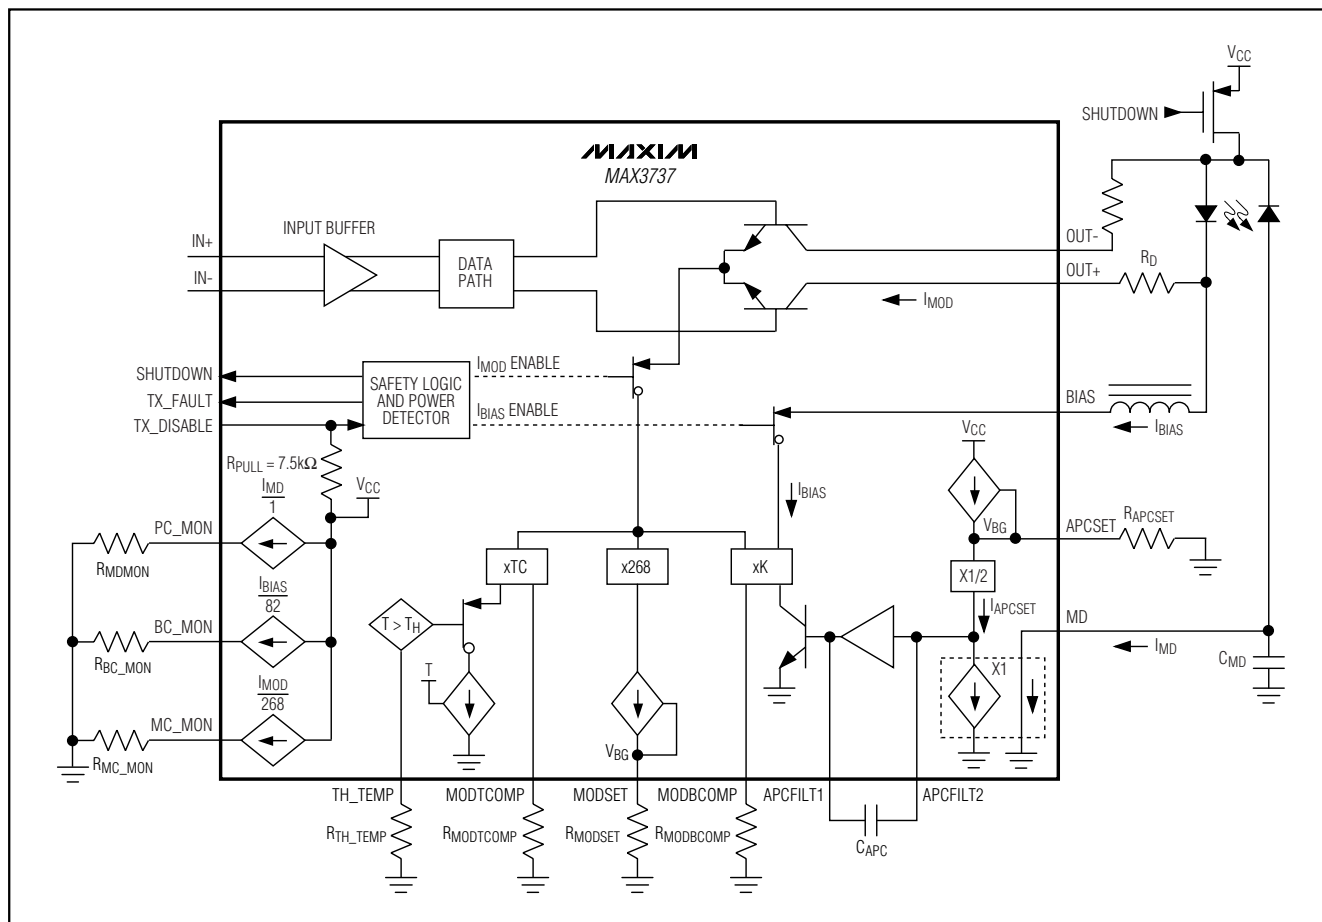 VCC
SHUTDOWN
MAXIM
MAX3737
INPUT BUFFER
IN+
IN-
DATA
PATH
OUT-
OUT+
RD
IMOD
SHUTDOWN
TX_FAULT
TX_DISABLE
SAFETY LOGIC
AND POWER
DETECTOR
IMOD ENABLE
IBIAS ENABLE
BIAS
IBIAS
RPULL = 7.5kΩ
VCC
VCC
IBIAS
IMD
1
PC_MON
RMDMON
VBG
APCSET
RAPCSET
xTC
x268
xK
X1/2
IBIAS
82
BC_MON
RBC_MON
T > TH
IAPCSET
MD
IMD
CMD
X1
T
IMOD
268
MC_MON
RMC_MON
VBG
TH_TEMP
MODTCOMP
MODSET
MODBCOMP
APCFILT1
APCFILT2
RTH_TEMP
RMODTCOMP
RMODSET
RMODBCOMP
CAPC